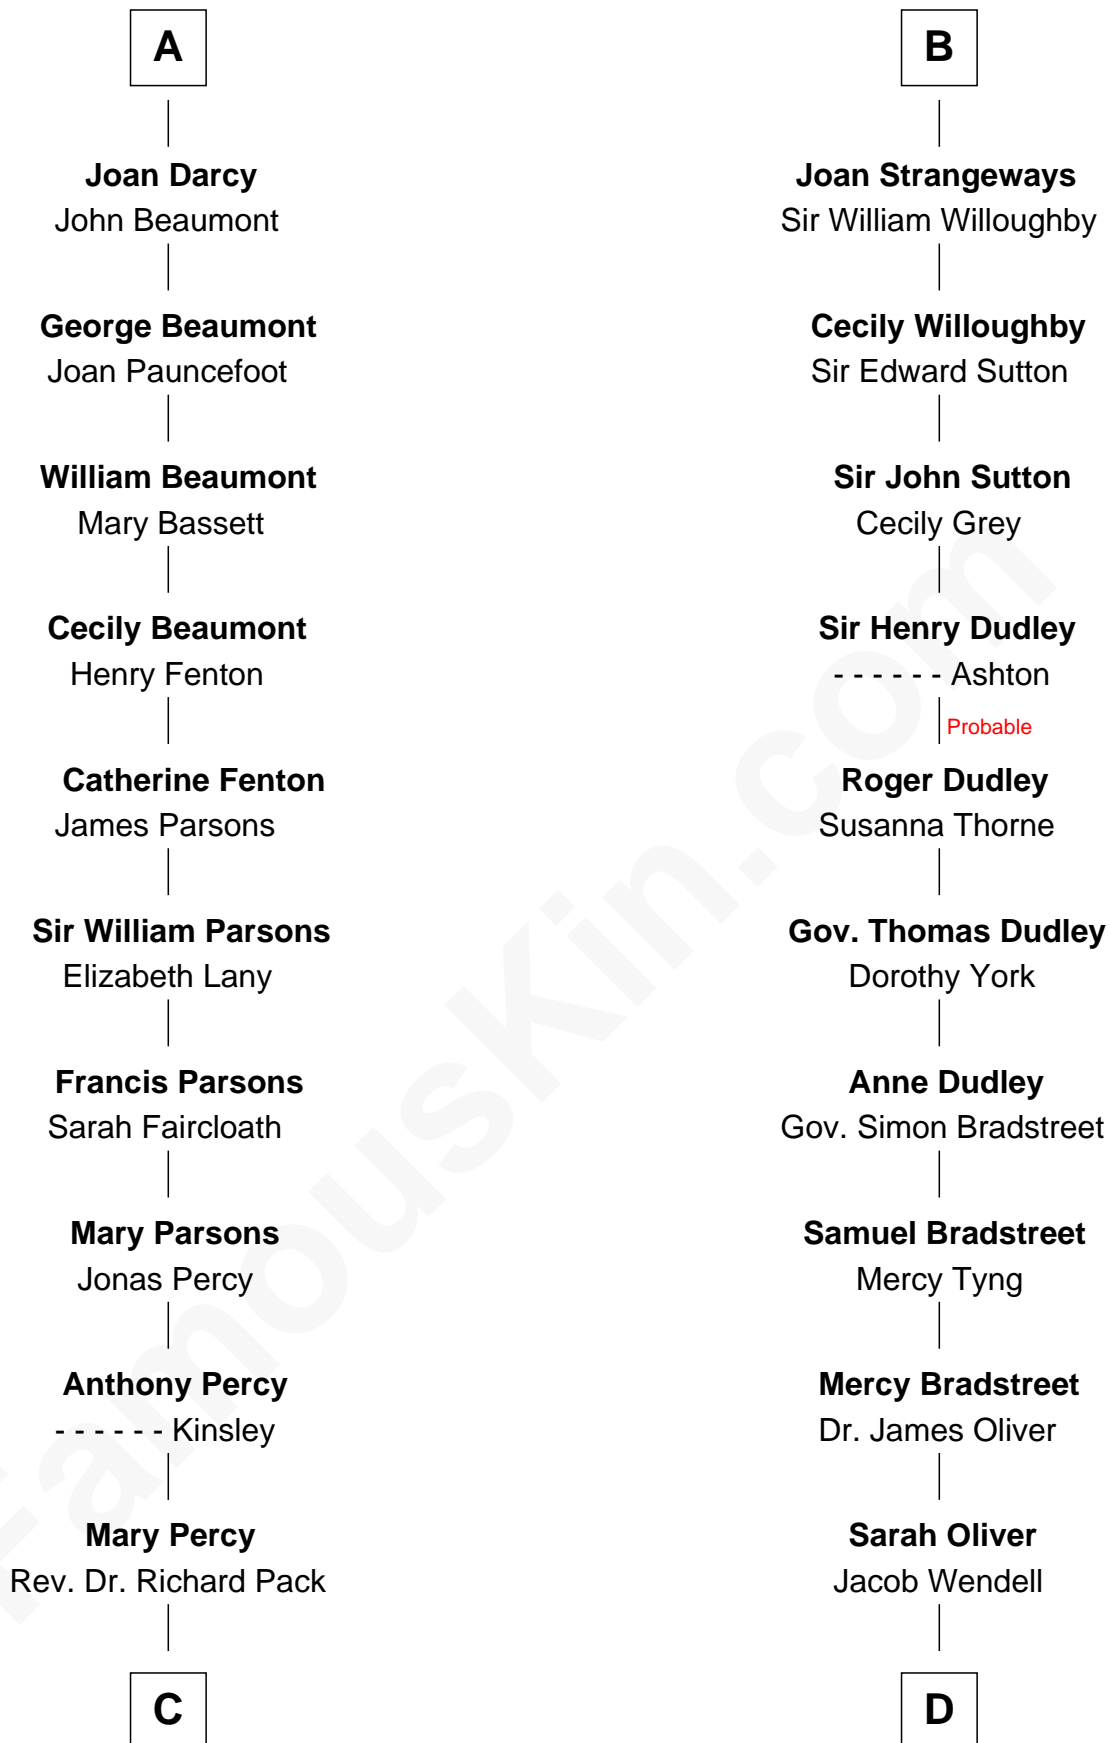 A
Joan Darcy
John Beaumont
George Beaumont
Joan Pauncefoot
William Beaumont
Mary Bassett
Cecily Beaumont
Henry Fenton
Catherine Fenton
James Parsons
Sir William Parsons
Elizabeth Lany
Francis Parsons
Sarah Faircloath
Mary Parsons
Jonas Percy
Anthony Percy
- - - - - - Kinsley
Mary Percy
Rev. Dr. Richard Pack
C
B
Joan Strangeways
Sir William Willoughby
Cecily Willoughby
Sir Edward Sutton
Sir John Sutton
Cecily Grey
Sir Henry Dudley
- - - - - - Ashton
Probable
Roger Dudley
Susanna Thorne
Gov. Thomas Dudley
Dorothy York
Anne Dudley
Gov. Simon Bradstreet
Samuel Bradstreet
Mercy Tyng
Mercy Bradstreet
Dr. James Oliver
Sarah Oliver
Jacob Wendell
D
FamousKin.com